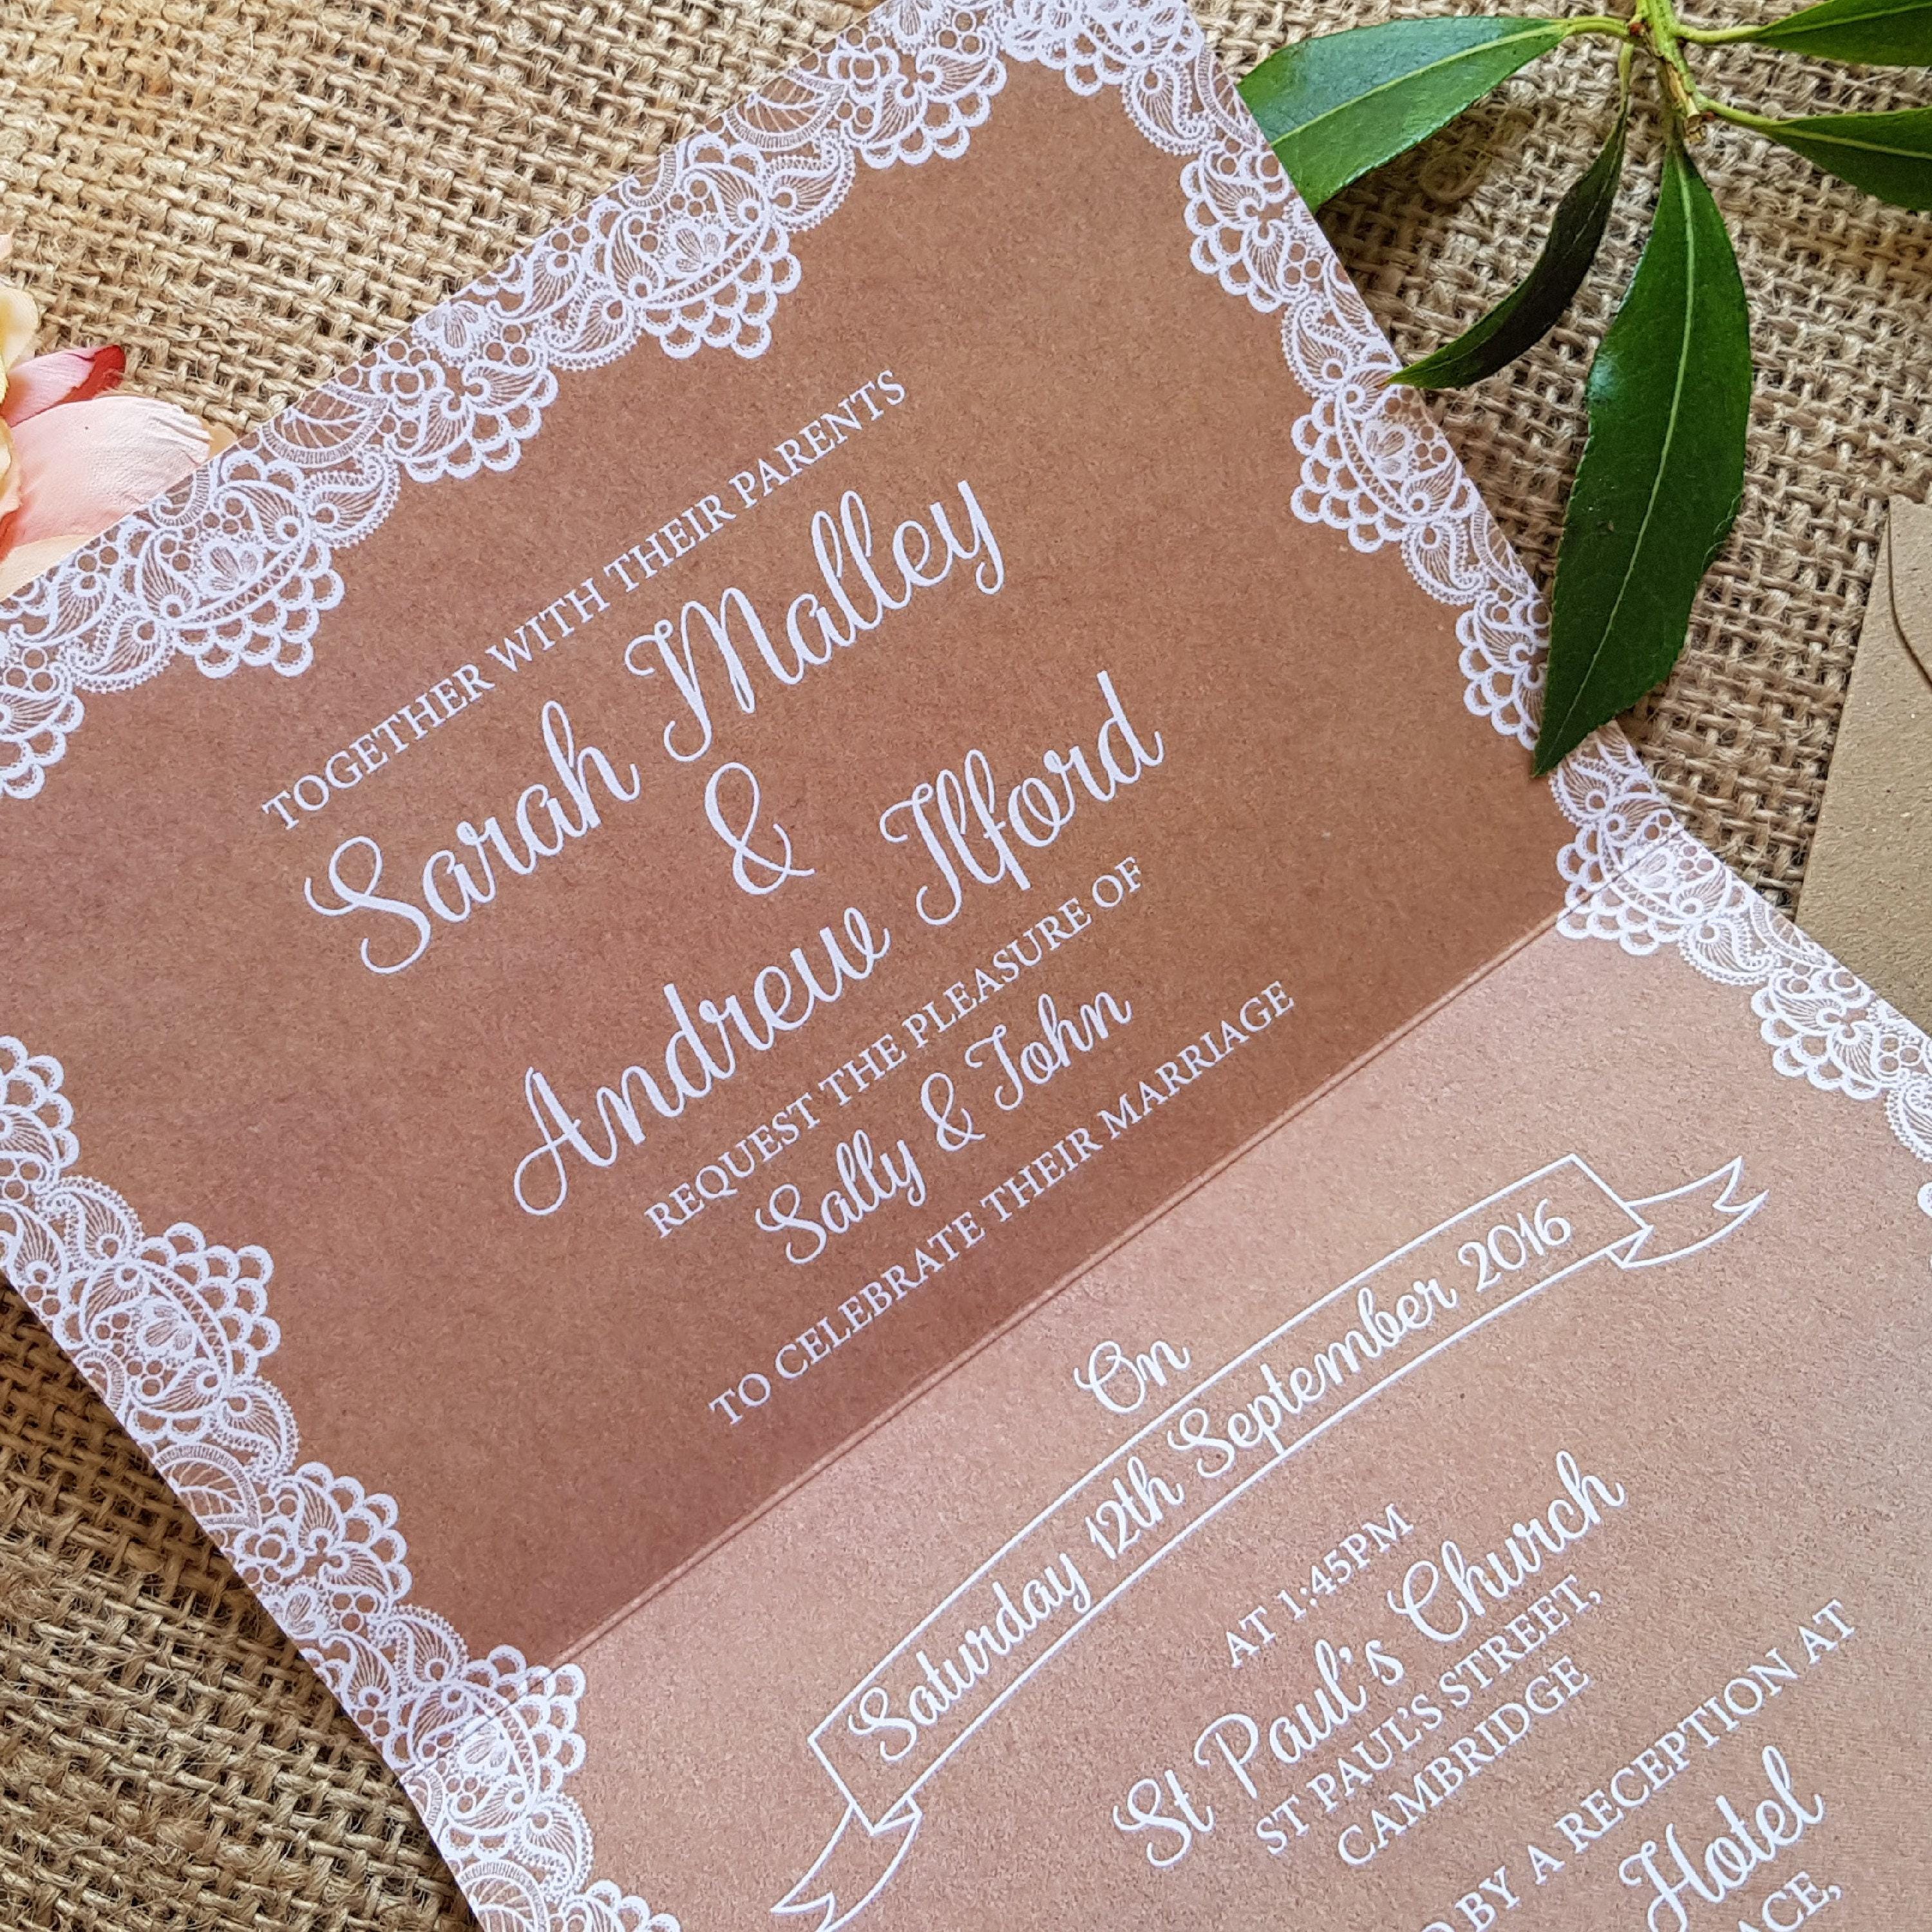 TOGETHER WITH THEIR PARENTS
Sarah Malley
&
Andrew Ilford
REQUEST THE PLEASURE OF
Sally & John
TO CELEBRATE THEIR MARRIAGE
On
Saturday 12th September 2016
AT 1:45PM
St Paul's Church
ST PAUL'S STREET,
CAMBRIDGE
BY A RECEPTION AT
Hotel